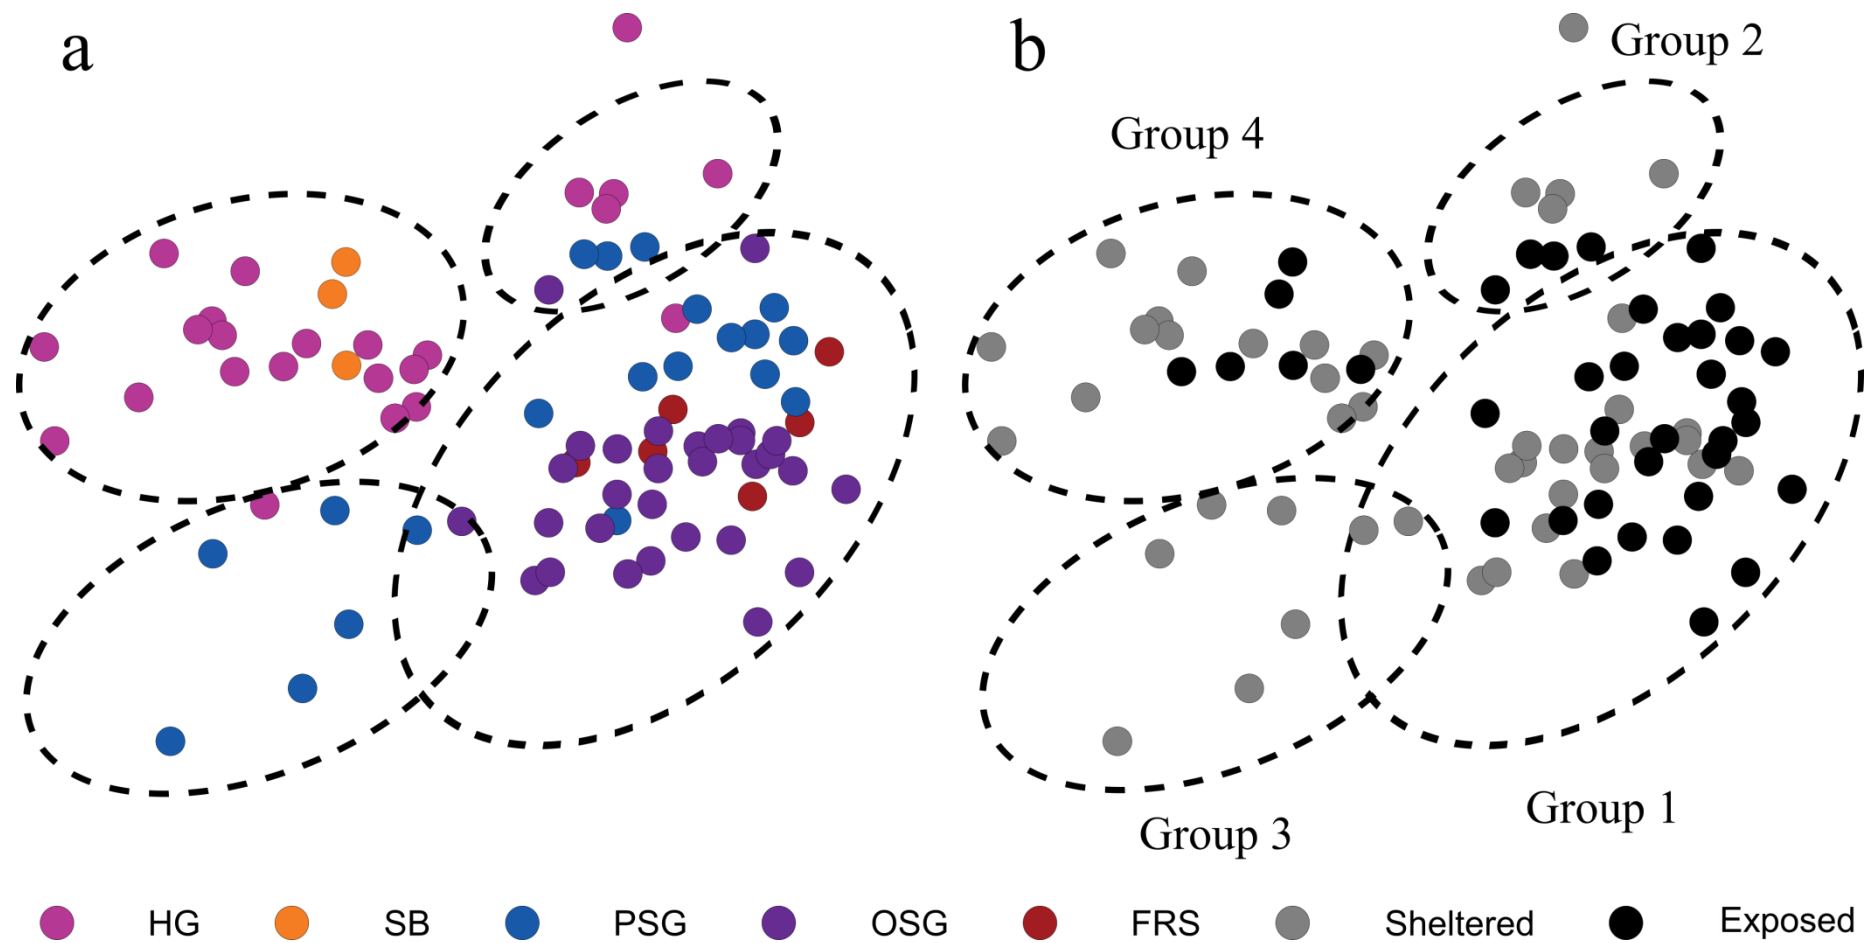 a
b
Group 2
Group 4
Group 1
Group 3
HG SB PSG OSG FRS Sheltered Exposed